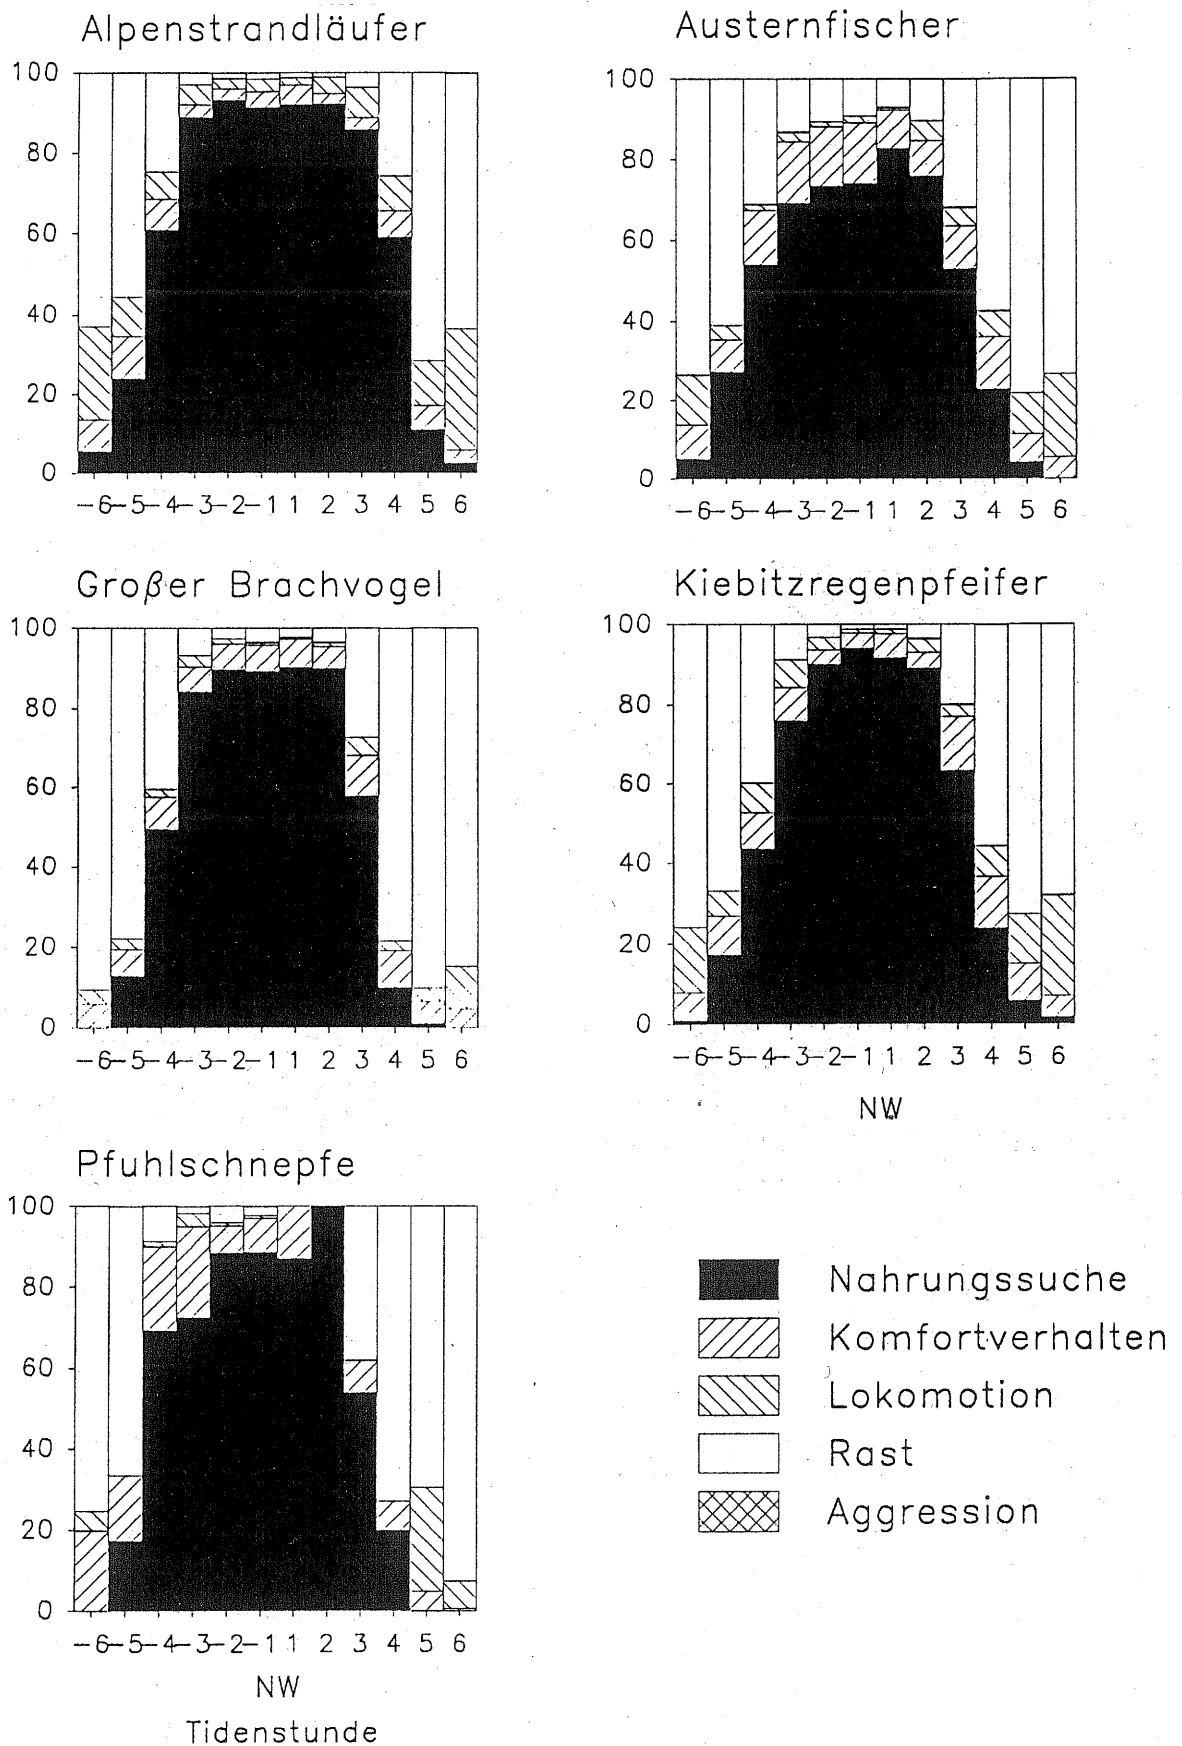 Alpenstrandläufer
100
80
60
40
20
0
-6-5-4-3-2-1 1 2 3 4 5 6
Austernfischer
100
80
60
40
20
0
-6-5-4-3-2-1 1 2 3 4 5 6
Großer Brachvogel
100
80
60
40
20
0
-6-5-4-3-2-1 1 2 3 4 5 6
Kiebitzregenpfeifer
100
80
60
40
20
0
-6-5-4-3-2-1 1 2 3 4 5 6
NW
Pfuhlschnepfe
100
80
60
40
20
0
-6-5-4-3-2-1 1 2 3 4 5 6
NW
Tidenstunde
Nahrungssuche
Komfortverhalten
Lokomotion
Rast
Aggression